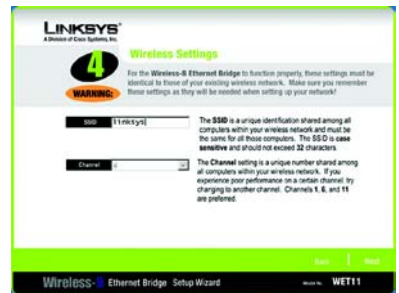 LINKSYS®
A Division of Cisco Systems, Inc.
4
WARNING:
Wireless Settings
For the Wireless-B Ethernet Bridge to function properly, these settings must be
identical to those of your existing wireless network. Make sure you remember
these settings as they will be needed when setting up your network!
SSID linksys
The SSID is a unique identification shared among all
computers within your wireless network and must be
the same for all those computers. The SSID is case
sensitive and should not exceed 32 characters.
Channel
The Channel setting is a unique number shared among
all computers within your wireless network. If you
experience poor performance on a certain channel try
changing to another channel. Channels 1, 6, and 11
are preferred.
Back Next
Wireless-B Ethernet Bridge Setup Wizard
Model No. WET11